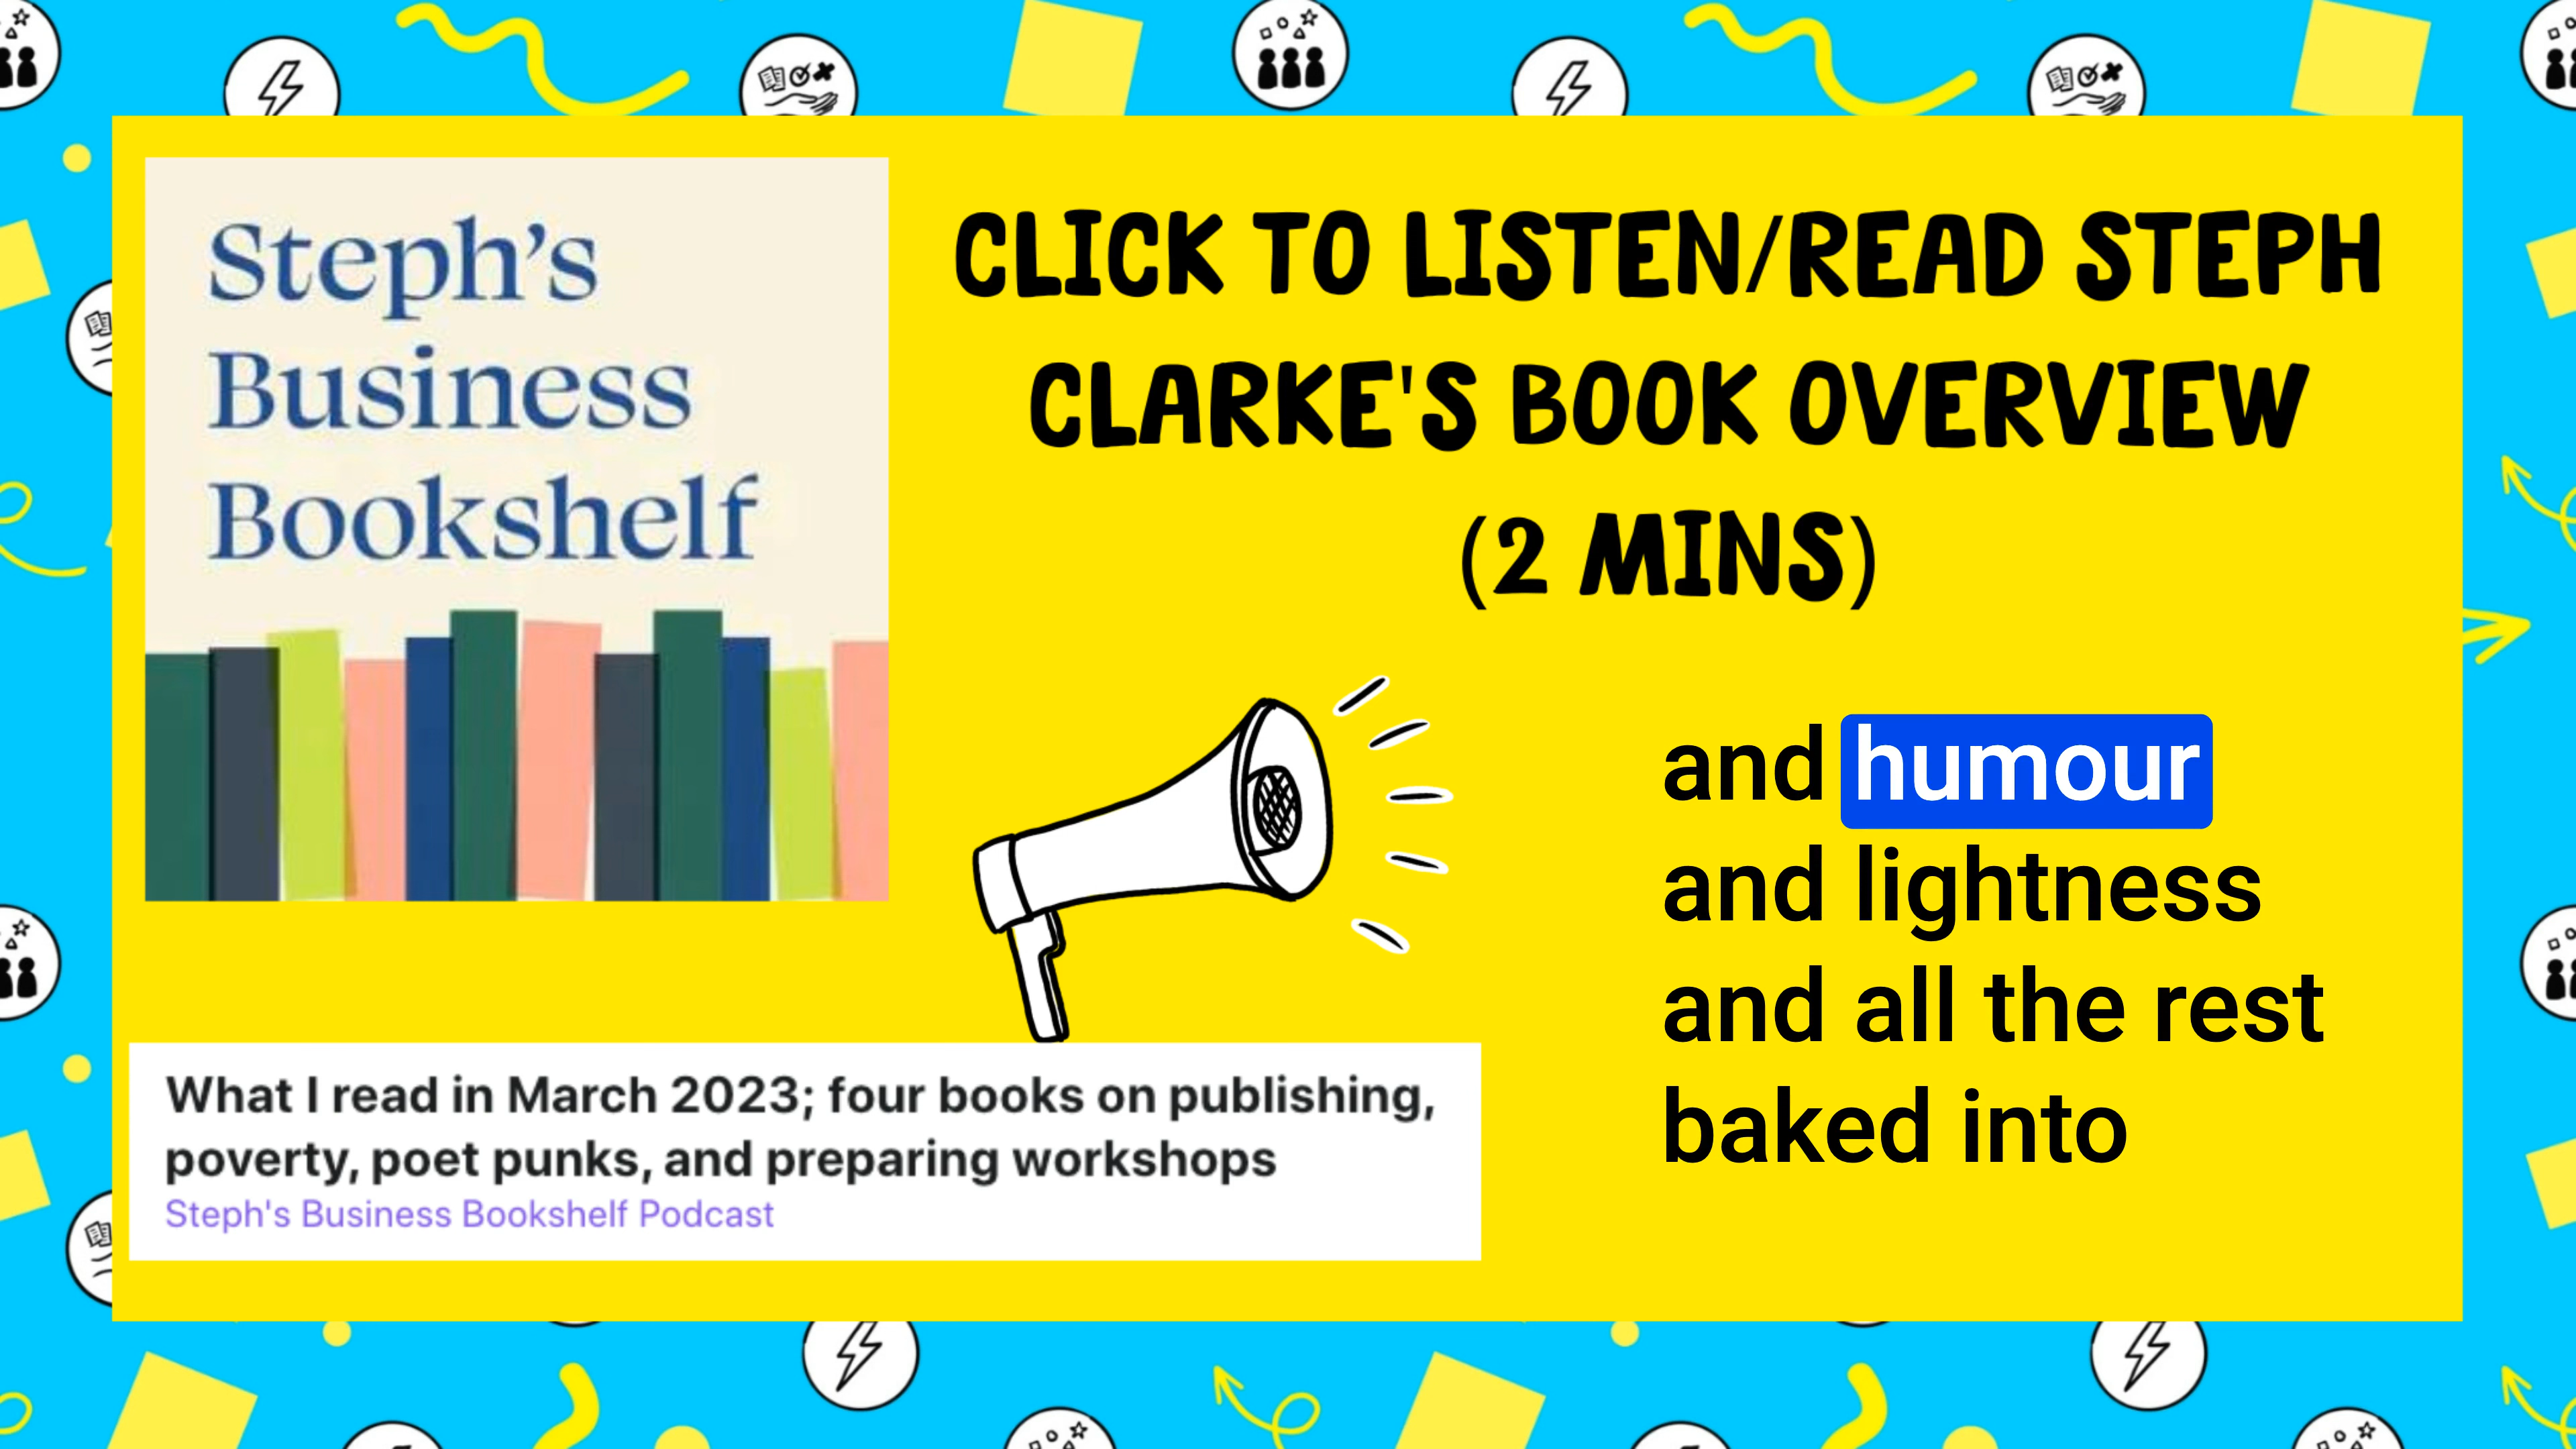 Steph’s
Business
Bookshelf
CLICK TO LISTEN/READ STEPH
CLARKE'S BOOK OVERVIEW
(2 MINS)
and humour
and lightness
and all the rest
baked into
What I read in March 2023; four books on publishing,
poverty, poet punks, and preparing workshops
Steph's Business Bookshelf Podcast